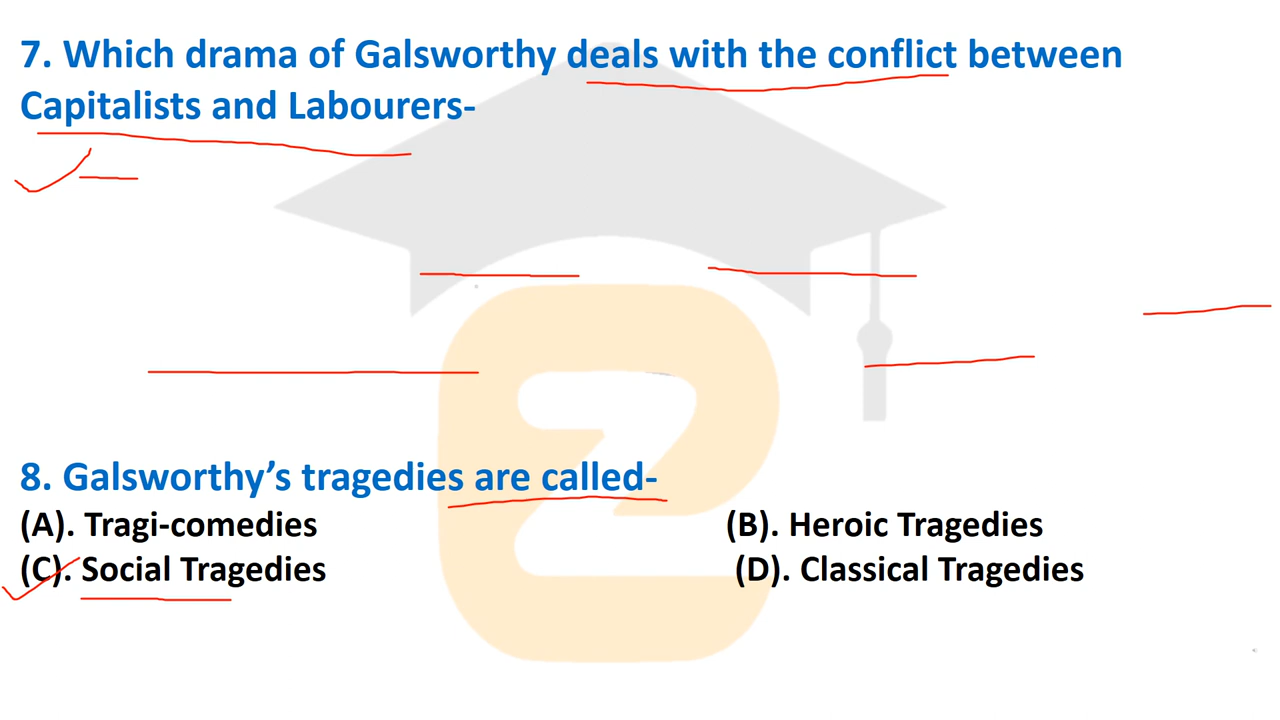 7. Which drama of Galsworthy deals with the conflict between
Capitalists and Labourers-
8. Galsworthy’s tragedies are called-
(A). Tragi-comedies (B). Heroic Tragedies
(C). Social Tragedies (D). Classical Tragedies